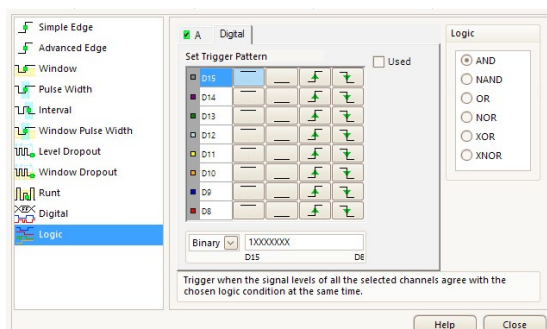 Simple Edge
Advanced Edge
Window
Pulse Width
Interval
Window Pulse Width
Level Dropout
Window Dropout
Runt
Digital
Logic
A Digital
Set Trigger Pattern
Used
D15
D14
D13
D12
D11
D10
D9
D8
Binary 1XXXXXXX
D15 D8
Logic
AND
NAND
OR
NOR
XOR
XNOR
Trigger when the signal levels of all the selected channels agree with the
chosen logic condition at the same time.
Help Close